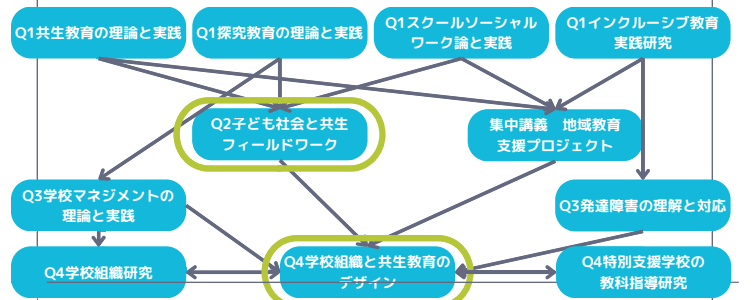 Q1共生教育の理論と実践
Q1探究教育の理論と実践
Q1スクールソーシャル
ワーク論と実践
Q1インクルーシブ教育
実践研究
Q2子ども社会と共生
フィールドワーク
集中講義　地域教育
支援プロジェクト
Q3学校マネジメントの
理論と実践
Q3発達障害の理解と対応
Q4学校組織研究
Q4学校組織と共生教育の
デザイン
Q4特別支援学校の
教科指導研究